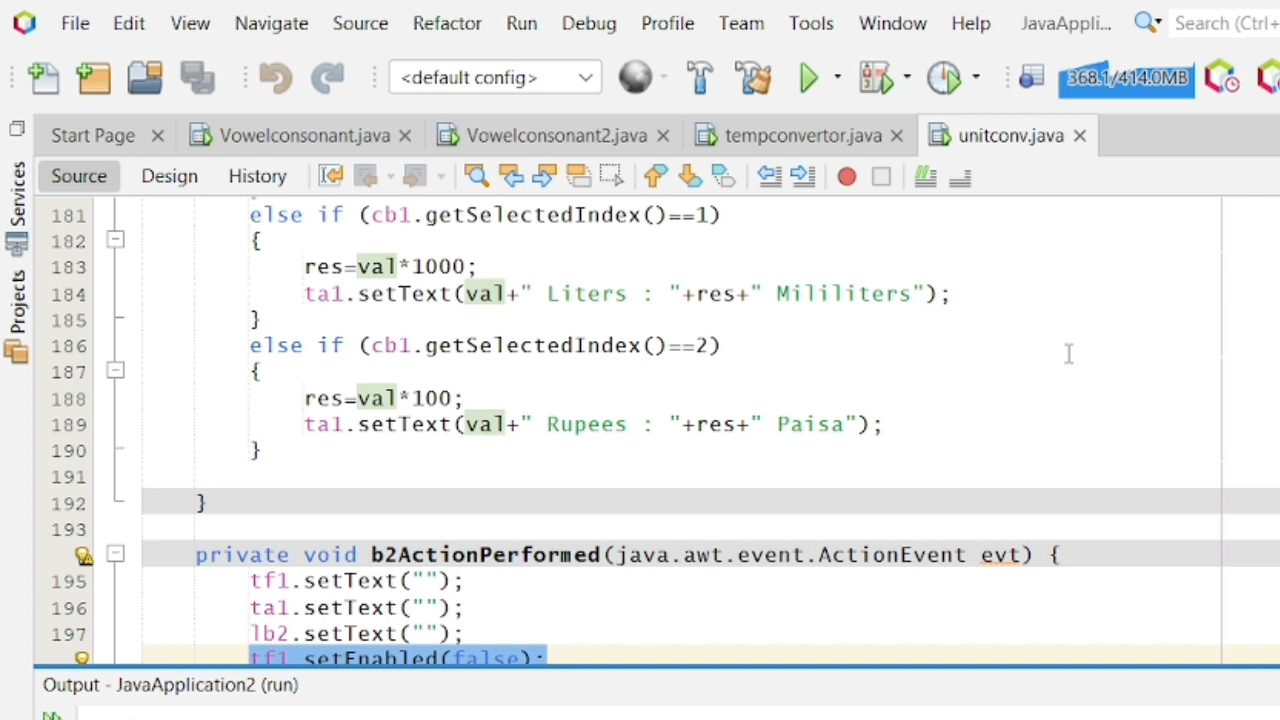 File Edit View Navigate Source Refactor Run Debug Profile Team Tools Window Help JavaAppli... Search (Ctrl+
<default config> 368.1/414.0MB
Start Page Vowelconsonant.java Vowelconsonant2.java tempconvertor.java unitconv.java
Source Design History
Services
Projects
181 else if (cb1.getSelectedIndex()==1)
182 {
183 res=val*1000;
184 ta1.setText(val+" Liters : "+res+" Mililiters");
185 }
186 else if (cb1.getSelectedIndex()==2)
187 {
188 res=val*100;
189 ta1.setText(val+" Rupees : "+res+" Paisa");
190 }
191
192 }
193
private void b2ActionPerformed(java.awt.event.ActionEvent evt) {
195 tf1.setText("");
196 ta1.setText("");
197 lb2.setText("");
tf1.setEnabled(false);
Output - JavaApplication2 (run)